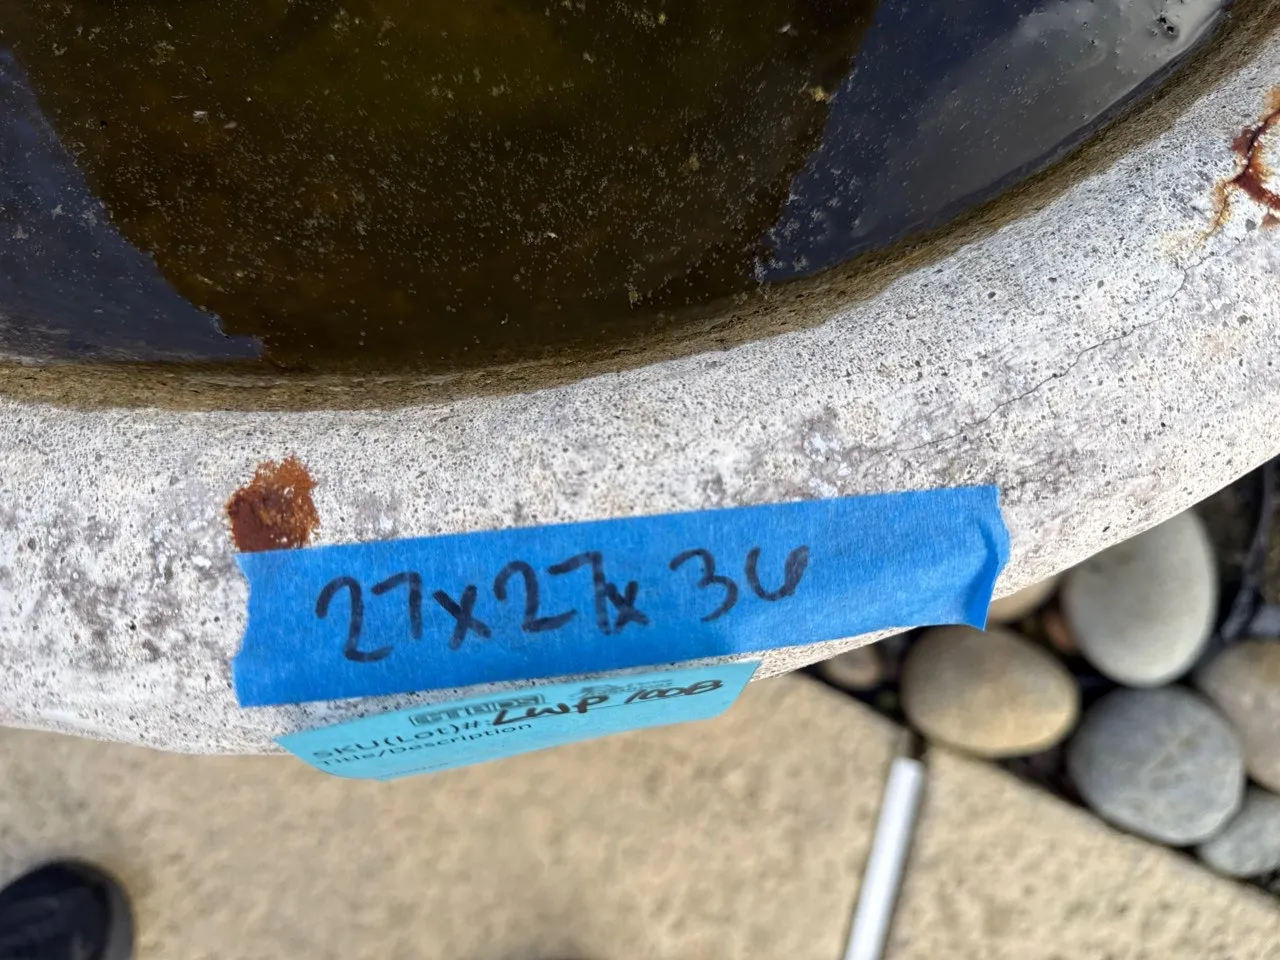 27x27x36
SKU(Lot)#: LWP 1008
Title/Description